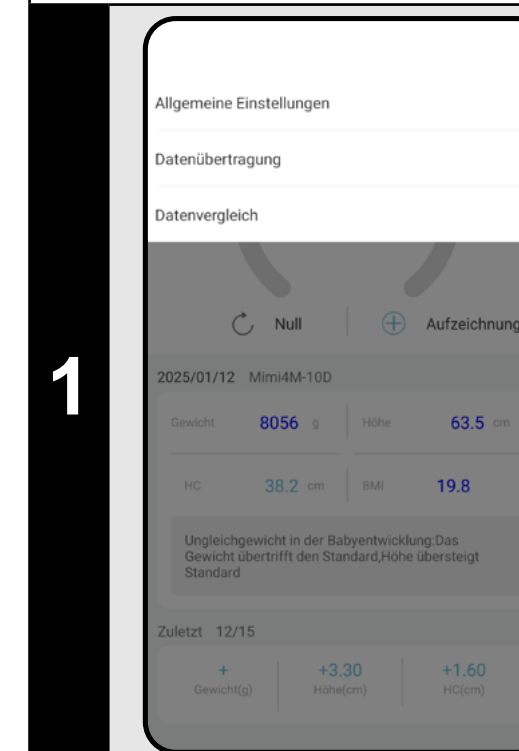 Allgemeine Einstellungen
Datenübertragung
Datenvergleich
Null
Aufzeichnung
1
2025/01/12 Mimi4M-10D
Gewicht 8056 g Höhe 63.5 cm
HC 38.2 cm BMI 19.8
Ungleichgewicht in der Babyentwicklung:Das
Gewicht übertrifft den Standard,Höhe übersteigt
Standard
Zuletzt 12/15
+ +3.30 +1.60
Gewicht(g) Höhe(cm) HC(cm)